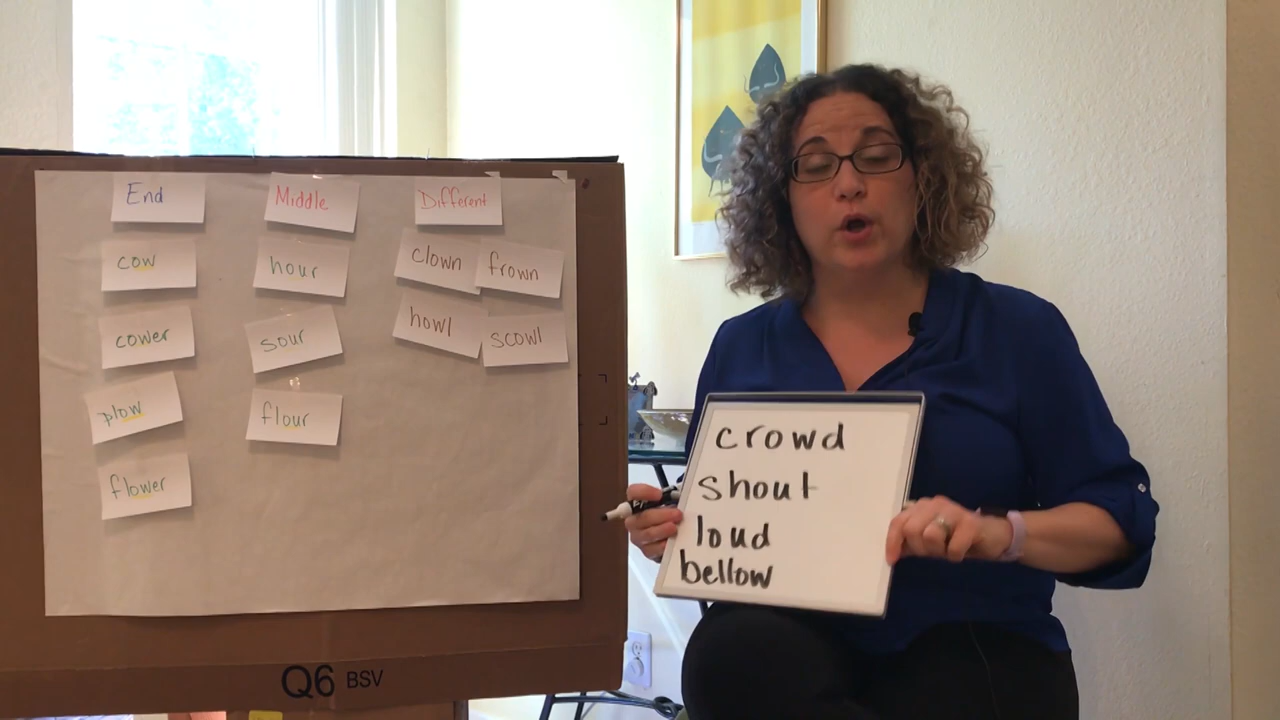 End
cow
cower
plow
flower
Middle
hour
sour
flour
Different
clown frown
howl scowl
Q6 BSV
crowd
shout
loud
bellow